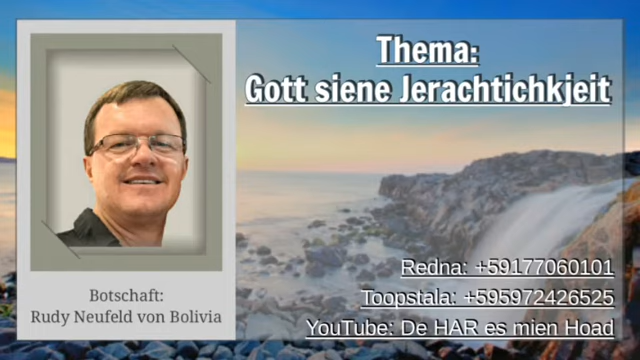 Thema:
Gott siene Jerachtichkjeit
Redna: +59177060101
Toopstala: +595972426525
YouTube: De HAR es mien Hoad
Botschaft:
Rudy Neufeld von Bolivia